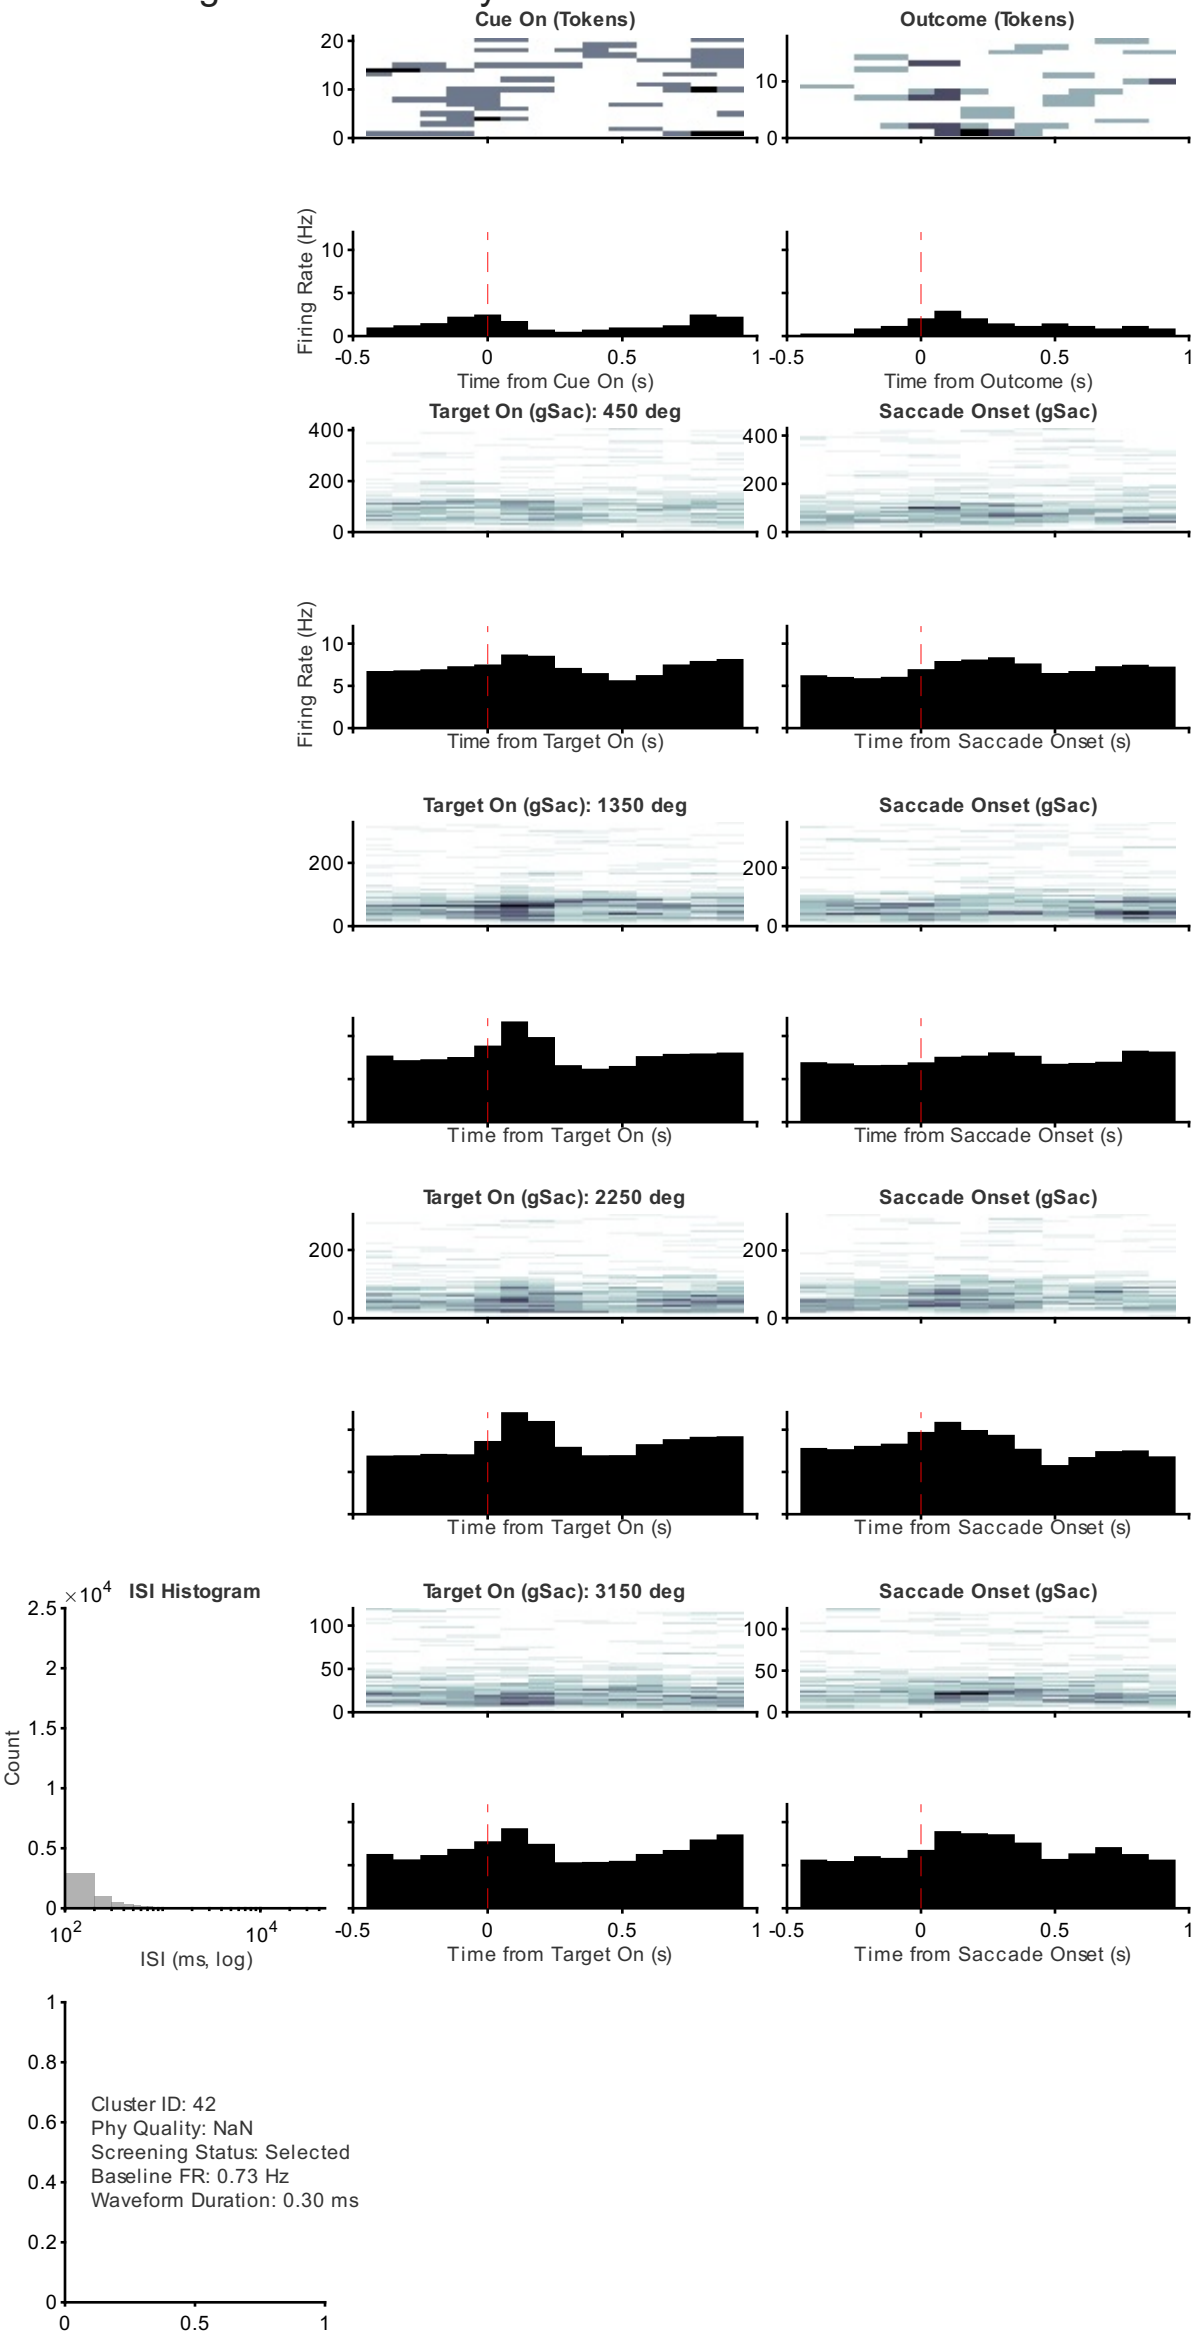 Cue On (Tokens)
Outcome (Tokens)
20
10
0
10
0
Firing Rate (Hz)
10
5
0
-0.5
0
0.5
1
-0.5
0
0.5
1
Time from Cue On (s)
Time from Outcome (s)
Target On (gSac): 450 deg
Saccade Onset (gSac)
400
200
0
400
200
0
Firing Rate (Hz)
10
5
0
Time from Target On (s)
Time from Saccade Onset (s)
Target On (gSac): 1350 deg
Saccade Onset (gSac)
200
0
200
0
Time from Target On (s)
Time from Saccade Onset (s)
Target On (gSac): 2250 deg
Saccade Onset (gSac)
200
0
200
0
Time from Target On (s)
Time from Saccade Onset (s)
×10^4
ISI Histogram
Target On (gSac): 3150 deg
Saccade Onset (gSac)
2.5
2
1.5
1
0.5
0
Count
100
50
0
100
50
0
10^2
10^4
ISI (ms, log)
-0.5
0
0.5
1
-0.5
0
0.5
1
Time from Target On (s)
Time from Saccade Onset (s)
1
0.8
0.6
0.4
0.2
0
Cluster ID: 42
Phy Quality: NaN
Screening Status: Selected
Baseline FR: 0.73 Hz
Waveform Duration: 0.30 ms
0
0.5
1